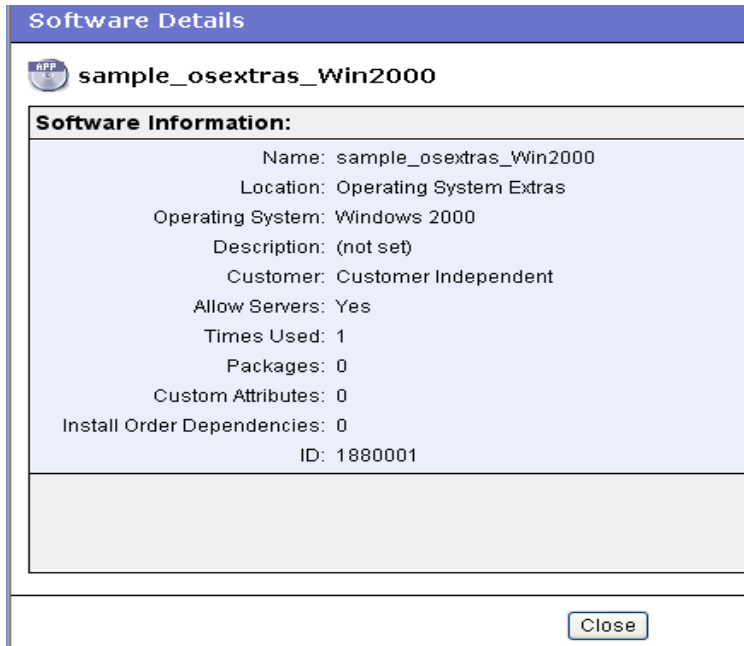 Software Details
APP
sample_osextras_Win2000
Software Information:
Name: sample_osextras_Win2000
Location: Operating System Extras
Operating System: Windows 2000
Description: (not set)
Customer: Customer Independent
Allow Servers: Yes
Times Used: 1
Packages: 0
Custom Attributes: 0
Install Order Dependencies: 0
ID: 1880001
Close